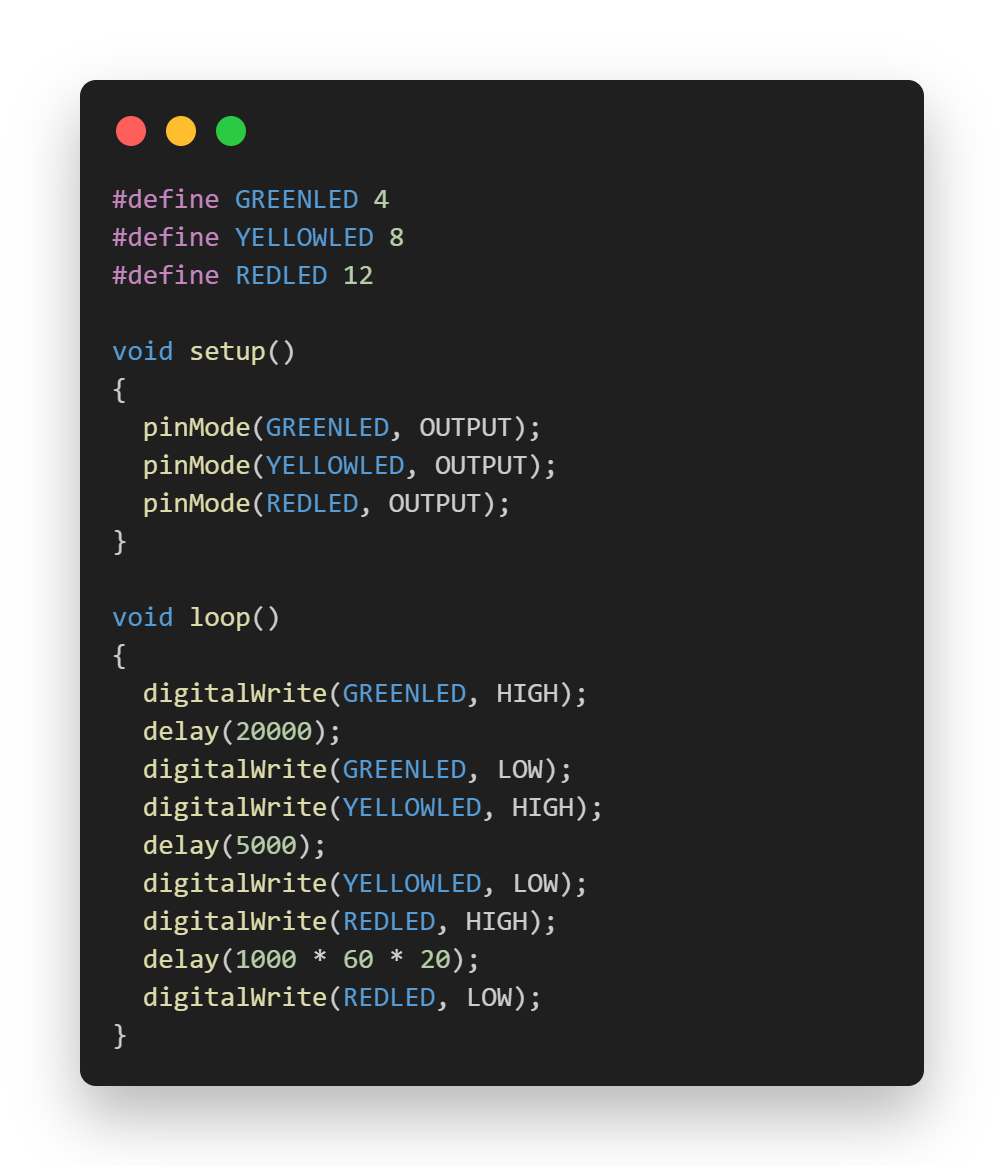 #define GREENLED 4
#define YELLOWLED 8
#define REDLED 12

void setup()
{
  pinMode(GREENLED, OUTPUT);
  pinMode(YELLOWLED, OUTPUT);
  pinMode(REDLED, OUTPUT);
}

void loop()
{
  digitalWrite(GREENLED, HIGH);
  delay(20000);
  digitalWrite(GREENLED, LOW);
  digitalWrite(YELLOWLED, HIGH);
  delay(5000);
  digitalWrite(YELLOWLED, LOW);
  digitalWrite(REDLED, HIGH);
  delay(1000 * 60 * 20);
  digitalWrite(REDLED, LOW);
}